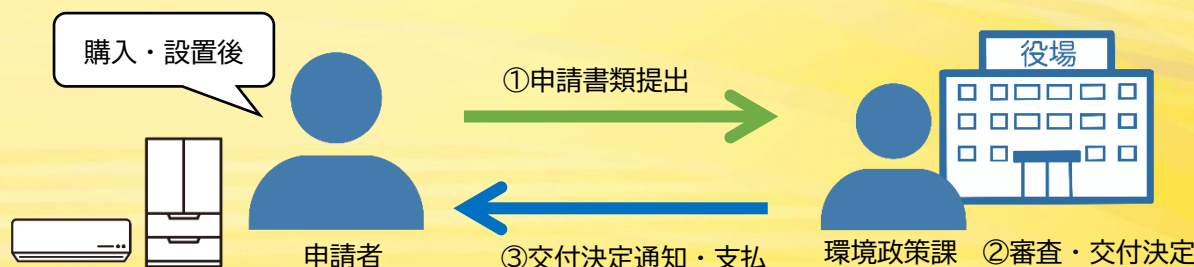 購入・設置後
①申請書類提出
役場
申請者
③交付決定通知・支払
環境政策課
②審査・交付決定